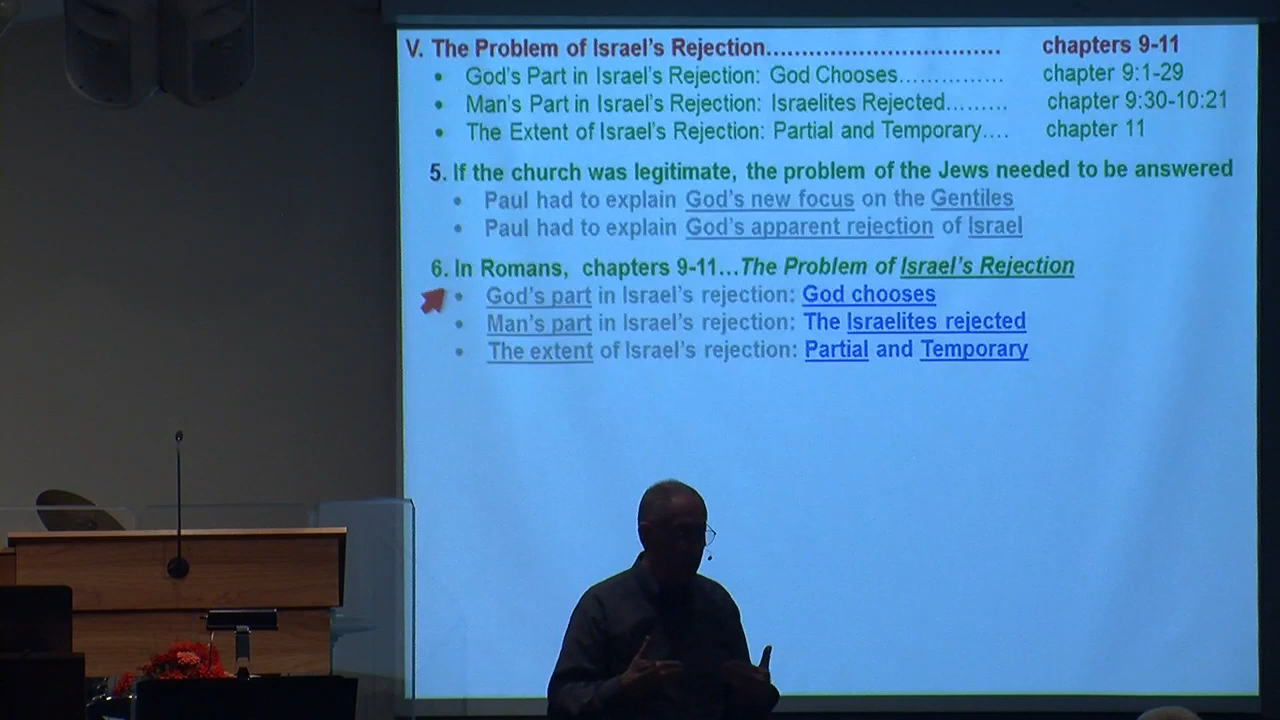 V. The Problem of Israel's Rejection................................ chapters 9-11
• God's Part in Israel's Rejection: God Chooses............... chapter 9:1-29
• Man's Part in Israel's Rejection: Israelites Rejected......... chapter 9:30-10:21
• The Extent of Israel's Rejection: Partial and Temporary.... chapter 11
5. If the church was legitimate, the problem of the Jews needed to be answered
• Paul had to explain God's new focus on the Gentiles
• Paul had to explain God's apparent rejection of Israel
6. In Romans, chapters 9-11...The Problem of Israel's Rejection
• God's part in Israel's rejection: God chooses
• Man's part in Israel's rejection: The Israelites rejected
• The extent of Israel's rejection: Partial and Temporary